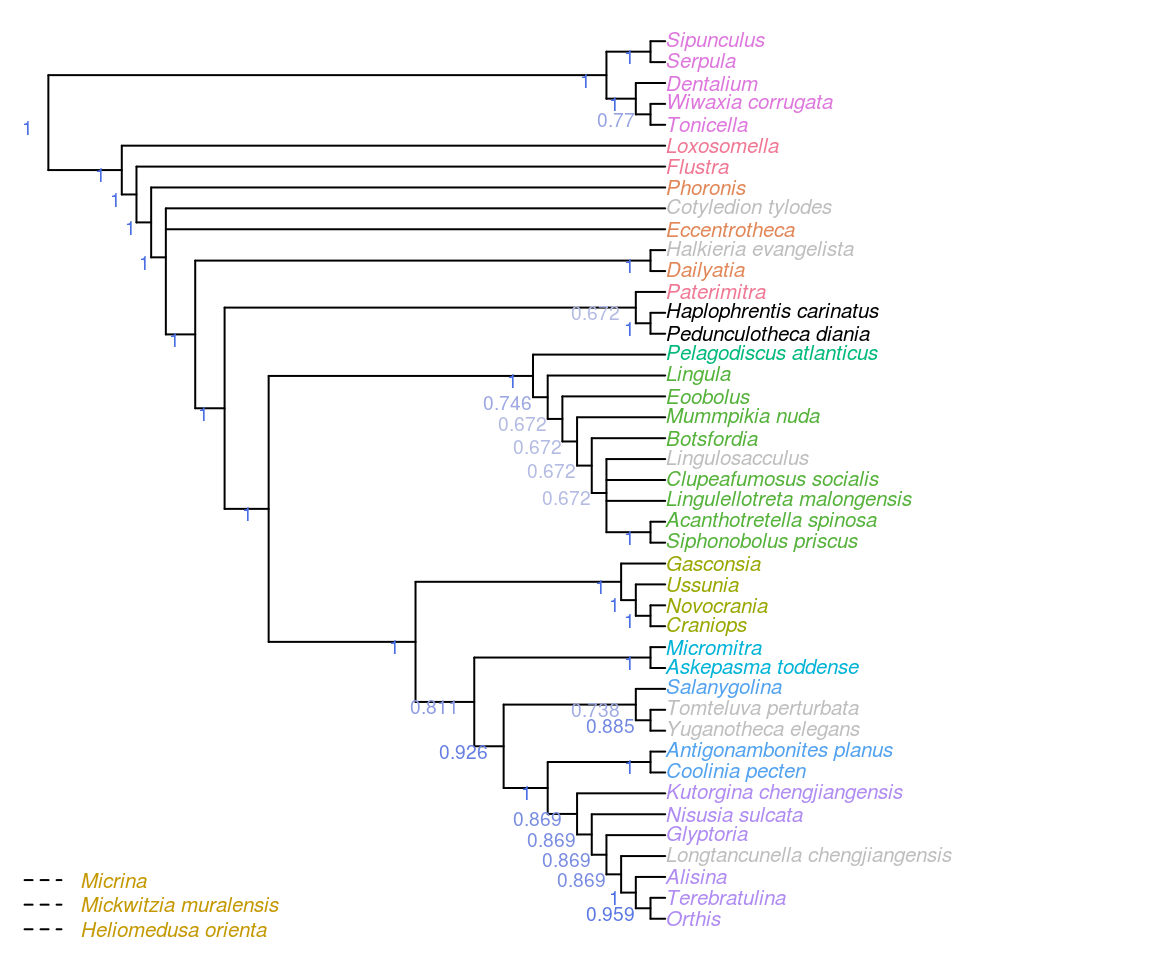 Sipunculus
1
Serpula
1
Dentalium
1
Wiwaxia corrugata
0.77
Tonicella
1
Loxosomella
Flustra
1
Phoronis
1
Cotyledion tylodes
1
Eccentrotheca
Halkieria evangelista
1
1
Dailyatia
Paterimitra
0.672
Haplophrentis carinatus
1
Pedunculotheca diania
1
Pelagodiscus atlanticus
1
Lingula
0.746
Eoobolus
1
0.672
Mummpikia nuda
0.672
Botsfordia
0.672
Lingulosacculus
0.672
Clupeafumosus socialis
Lingulellotreta malongensis
1
Acanthotretella spinosa
1
Siphonobolus priscus
Gasconsia
1
Ussunia
1
Novocrania
1
Craniops
1
Micromitra
1
Askepasma toddense
Salanygolina
0.811
0.738
Tomteluva perturbata
0.885
Yuganotheca elegans
0.926
Antigonambonites planus
1
Coolinia pecten
1
Kutorgina chengjiangensis
0.869
Nisusia sulcata
0.869
Glyptoria
0.869
Longtancunella chengjiangensis
0.869
Alisina
1
Terebratulina
0.959
Orthis
Micrina
Mickwitzia muralensis
Heliomedusa orienta